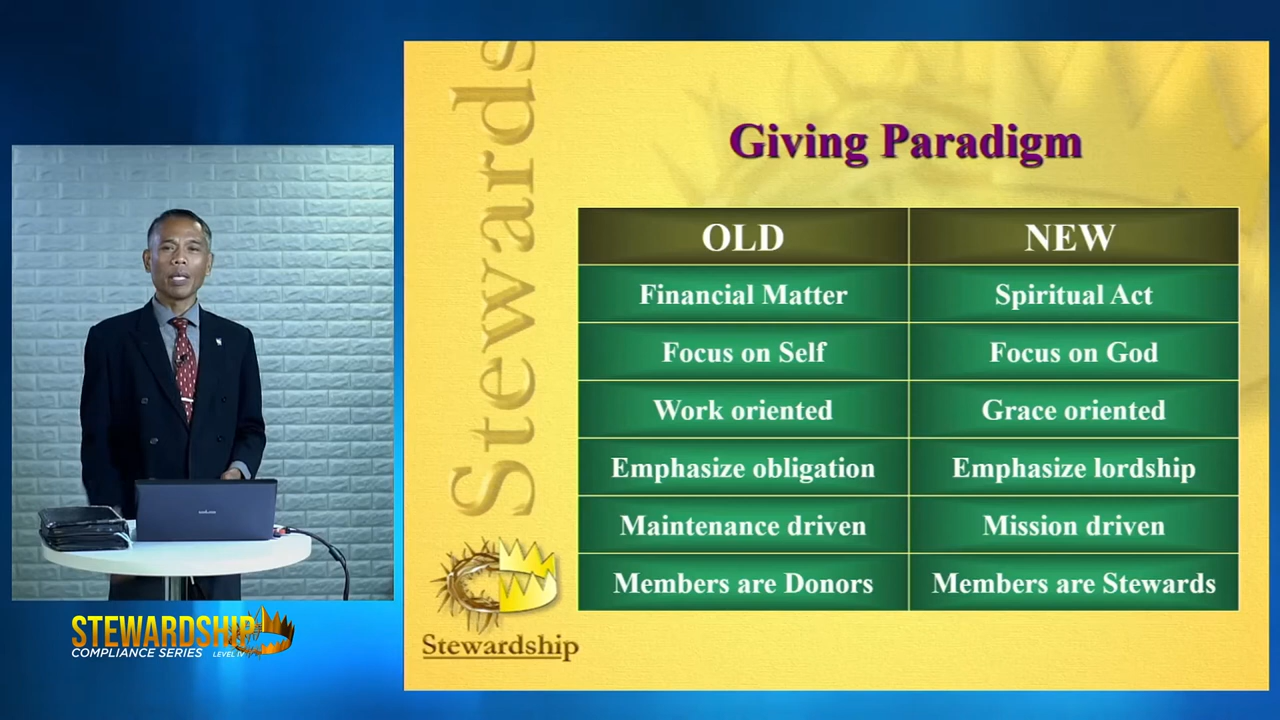 Stewards
Giving Paradigm
OLD NEW
Financial Matter Spiritual Act
Focus on Self Focus on God
Work oriented Grace oriented
Emphasize obligation Emphasize lordship
Maintenance driven Mission driven
Members are Donors Members are Stewards
Stewardship
STEWARDSHIP
COMPLIANCE SERIES LEVEL IV